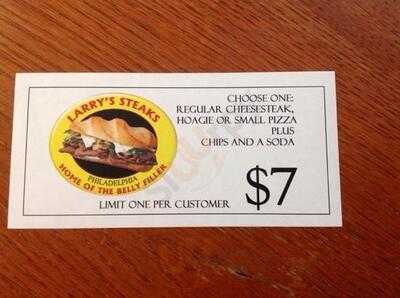 LARRY'S STEAKS
PHILADELPHIA
HOME OF THE BELLY FILLER
CHOOSE ONE:
REGULAR CHEESESTEAK,
HOAGIE OR SMALL PIZZA
PLUS
CHIPS AND A SODA
$7
LIMIT ONE PER CUSTOMER